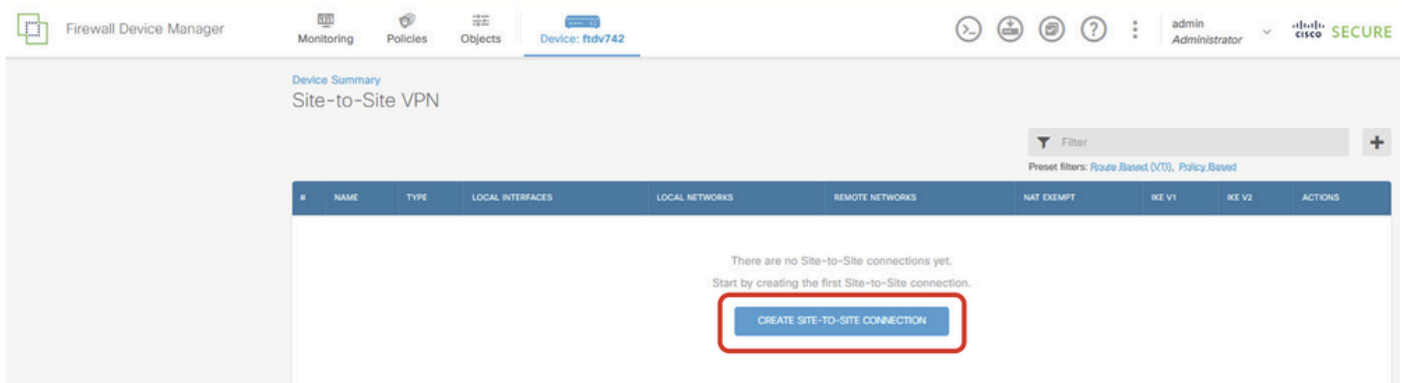 Firewall Device Manager
Monitoring
Policies
Objects
Device: ftdv742
admin
Administrator
cisco SECURE
Device Summary
Site-to-Site VPN
Filter
Preset filters: Route Based (VTI), Policy Based
# NAME TYPE LOCAL INTERFACES LOCAL NETWORKS REMOTE NETWORKS NAT EXEMPT IKE V1 IKE V2 ACTIONS
There are no Site-to-Site connections yet.
Start by creating the first Site-to-Site connection.
CREATE SITE-TO-SITE CONNECTION